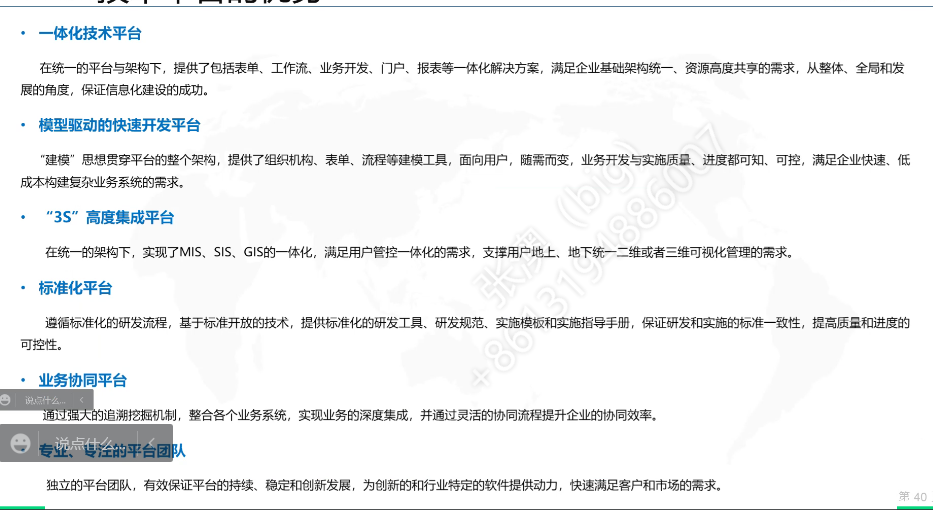 • 一体化技术平台
在统一的平台与架构下，提供了包括表单、工作流、业务开发、门户、报表等一体化解决方案，满足企业基础架构统一、资源高度共享的需求，从整体、全局和发
展的角度，保证信息化建设的成功。
• 模型驱动的快速开发平台
“建模”思想贯穿平台的整个架构，提供了组织机构、表单、流程等建模工具，面向用户，随需而变，业务开发与实施质量、进度都可知、可控，满足企业快速、低
成本构建复杂业务系统的需求。
• “3S”高度集成平台
在统一的架构下，实现了MIS、SIS、GIS的一体化，满足用户管控一体化的需求，支撑用户地上、地下统一二维或者三维可视化管理的需求。
• 标准化平台
遵循标准化的研发流程，基于标准开放的技术，提供标准化的研发工具、研发规范、实施模板和实施指导手册，保证研发和实施的标准一致性，提高质量和进度的
可控性。
• 业务协同平台
说点什么...
通过强大的追溯挖掘机制，整合各个业务系统，实现业务的深度集成，并通过灵活的协同流程提升企业的协同效率。
说点什么...
专业、专注的平台团队
独立的平台团队，有效保证平台的持续、稳定和创新发展，为创新的和行业特定的软件提供动力，快速满足客户和市场的需求。
第 40